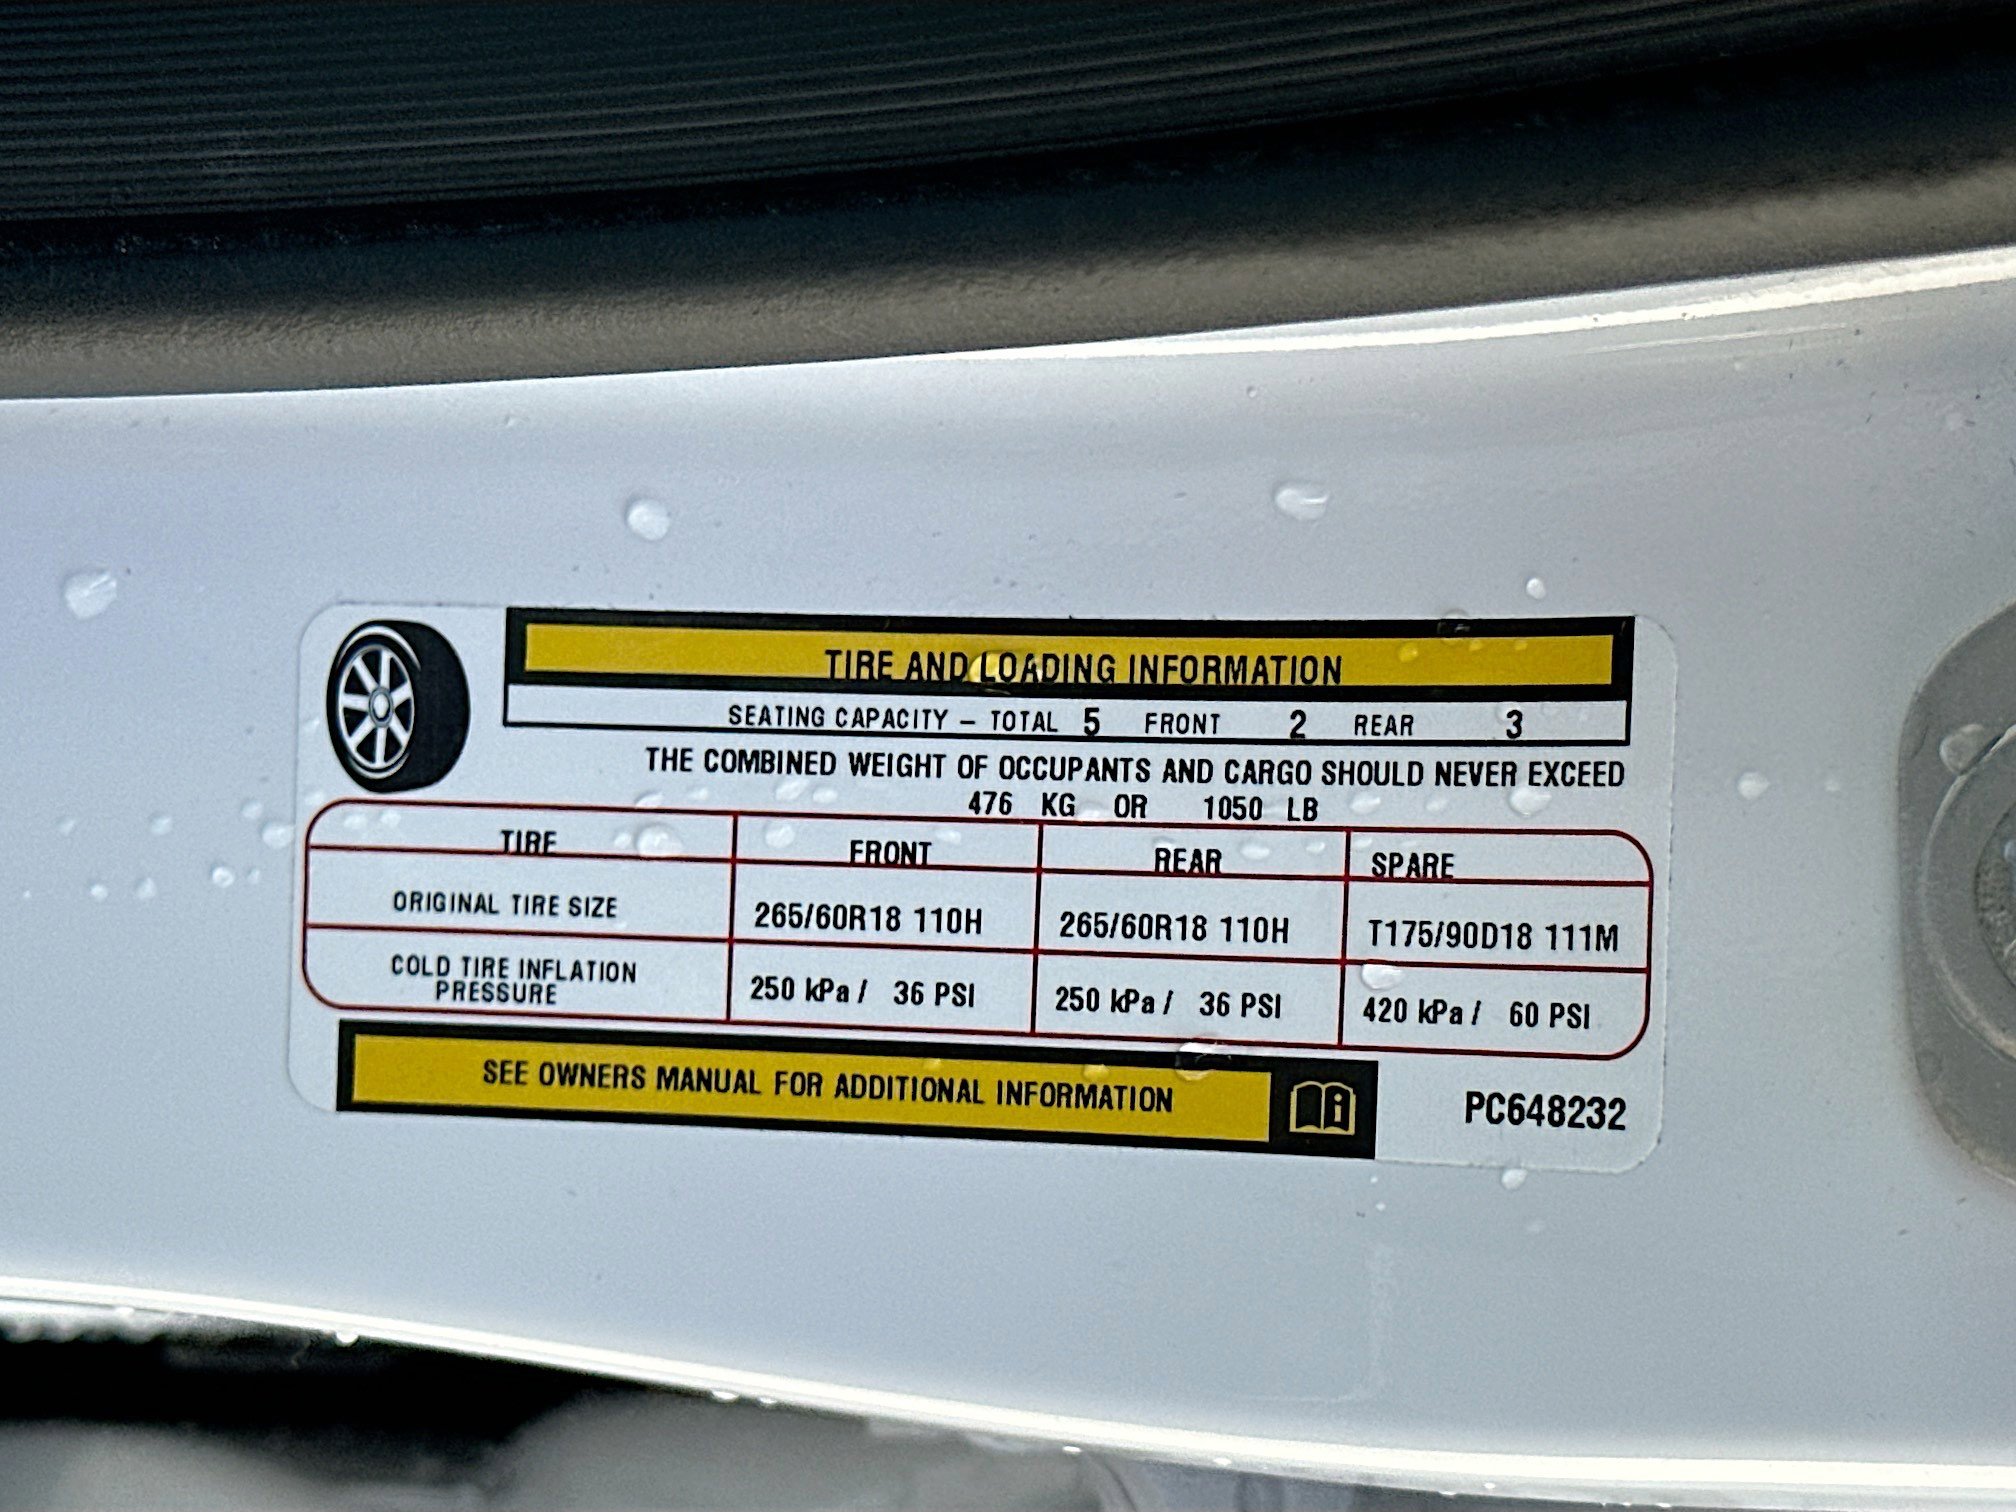 TIRE AND LOADING INFORMATION
SEATING CAPACITY – TOTAL 5 FRONT 2 REAR 3
THE COMBINED WEIGHT OF OCCUPANTS AND CARGO SHOULD NEVER EXCEED
476 KG OR 1050 LB
TIRE FRONT REAR SPARE
ORIGINAL TIRE SIZE 265/60R18 110H 265/60R18 110H T175/90D18 111M
COLD TIRE INFLATION
PRESSURE 250 kPa / 36 PSI 250 kPa / 36 PSI 420 kPa / 60 PSI
SEE OWNERS MANUAL FOR ADDITIONAL INFORMATION
PC648232